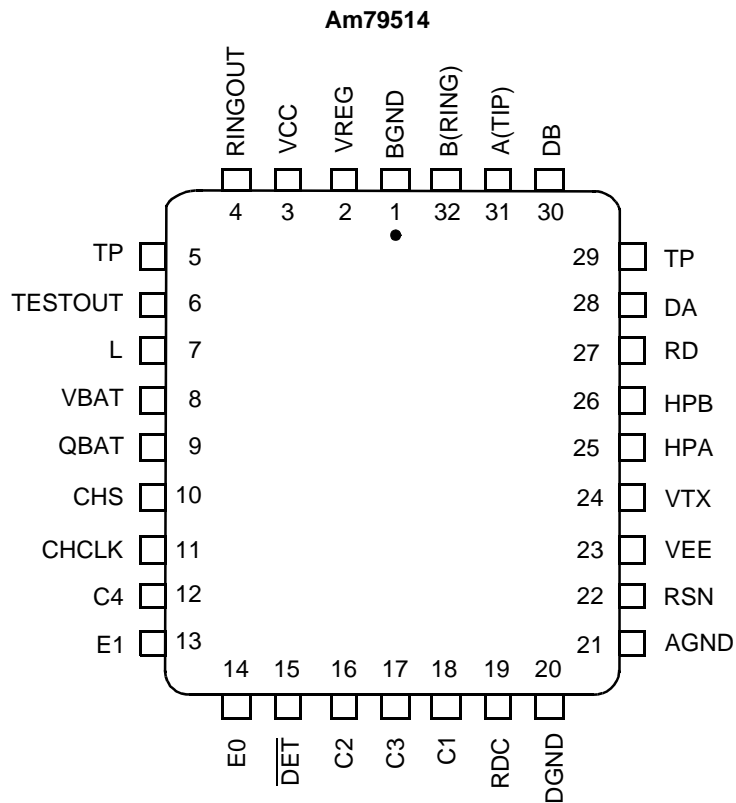 Am79514
RINGOUT
VCC
VREG
BGND
B(RING)
A(TIP)
DB
4 3 2 1 32 31 30
TP 5 29 TP
TESTOUT 6 28 DA
L 7 27 RD
VBAT 8 26 HPB
QBAT 9 25 HPA
CHS 10 24 VTX
CHCLK 11 23 VEE
C4 12 22 RSN
E1 13 21 AGND
14 15 16 17 18 19 20
E0
DET
C2
C3
C1
RDC
DGND